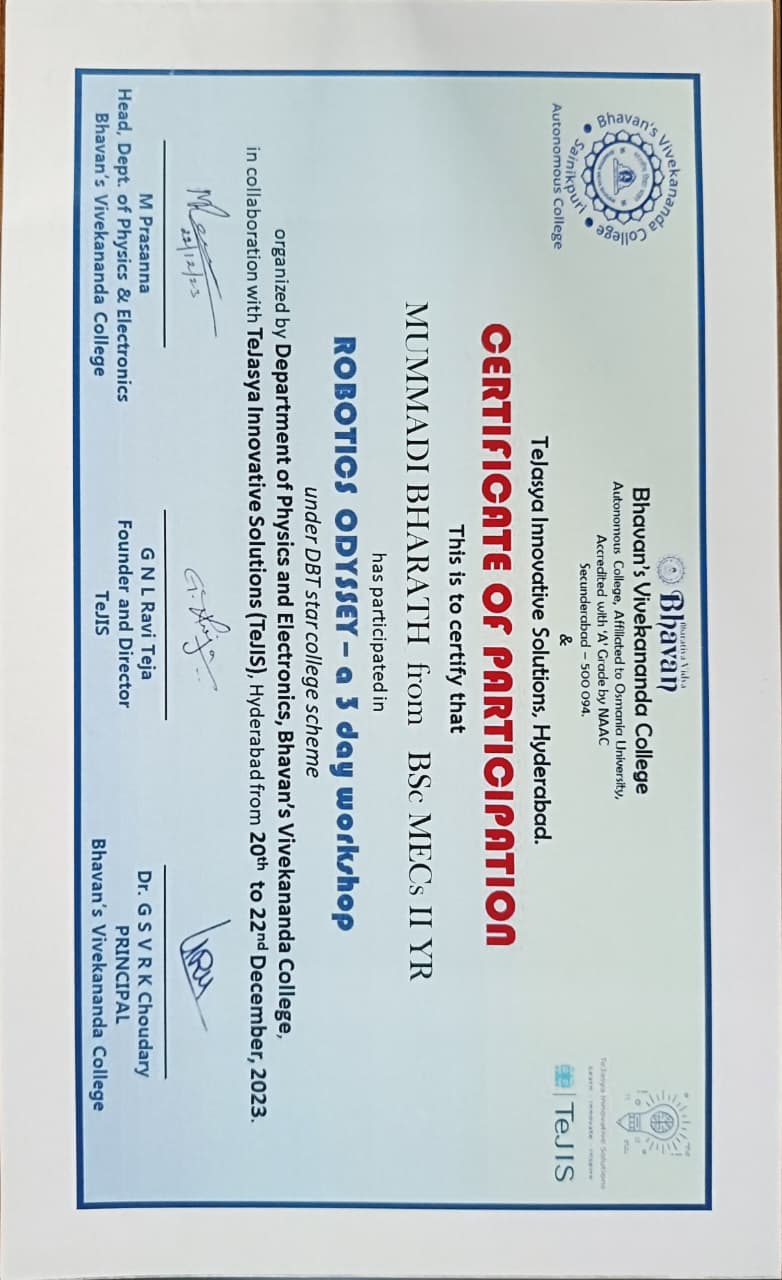 Bhavan's Vivekananda College
Sainikpuri
Autonomous College
Bharatiya Vidya
Bhavan
Bhavan's Vivekananda College
Autonomous College, Affiliated to Osmania University,
Accredited with 'A' Grade by NAAC
Secunderabad – 500 094.
&
TeJasya Innovative Solutions, Hyderabad.
TeJasya Innovative Solutions
Learn - Innovate - Inspire
TeJIS
CERTIFICATE OF PARTICIPATION
This is to certify that
MUMMADI BHARATH from BSc MECs II YR
has participated in
ROBOTICS ODYSSEY – a 3 day workshop
under DBT star college scheme
organized by Department of Physics and Electronics, Bhavan's Vivekananda College,
in collaboration with TeJasya Innovative Solutions (TeJIS), Hyderabad from 20th to 22nd December, 2023.
22/12/23
M Prasanna
Head, Dept. of Physics & Electronics
Bhavan's Vivekananda College
G N L Ravi Teja
Founder and Director
TeJIS
Dr. G S V R K Choudary
PRINCIPAL
Bhavan's Vivekananda College